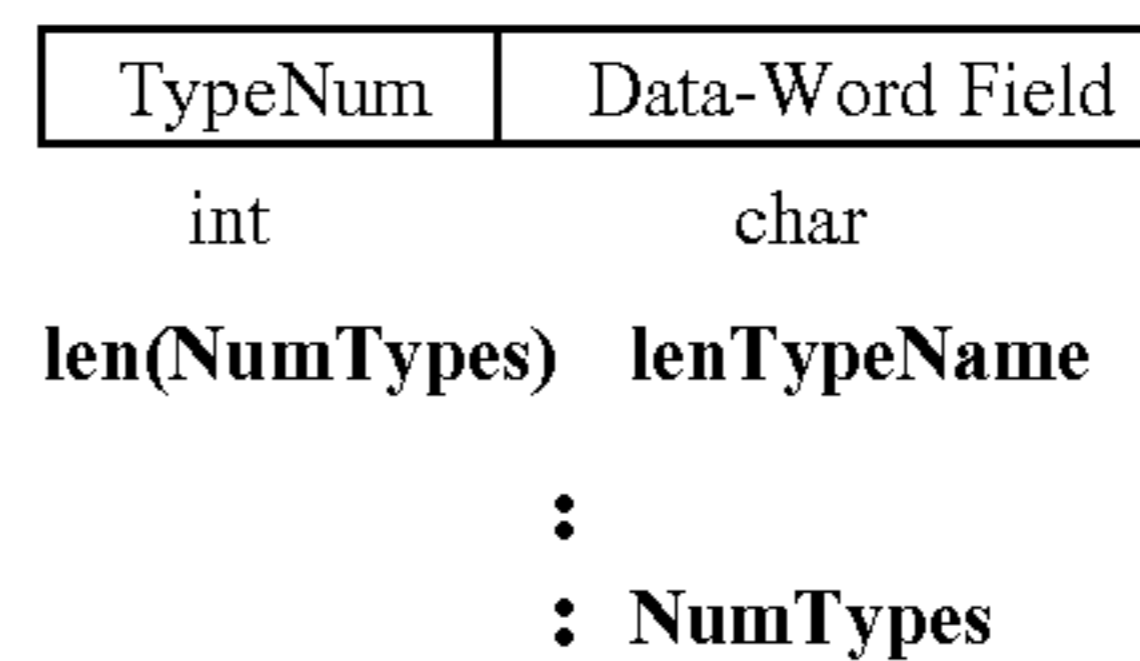 TypeNum Data-Word Field
int char
len(NumTypes) lenTypeName
:
: NumTypes